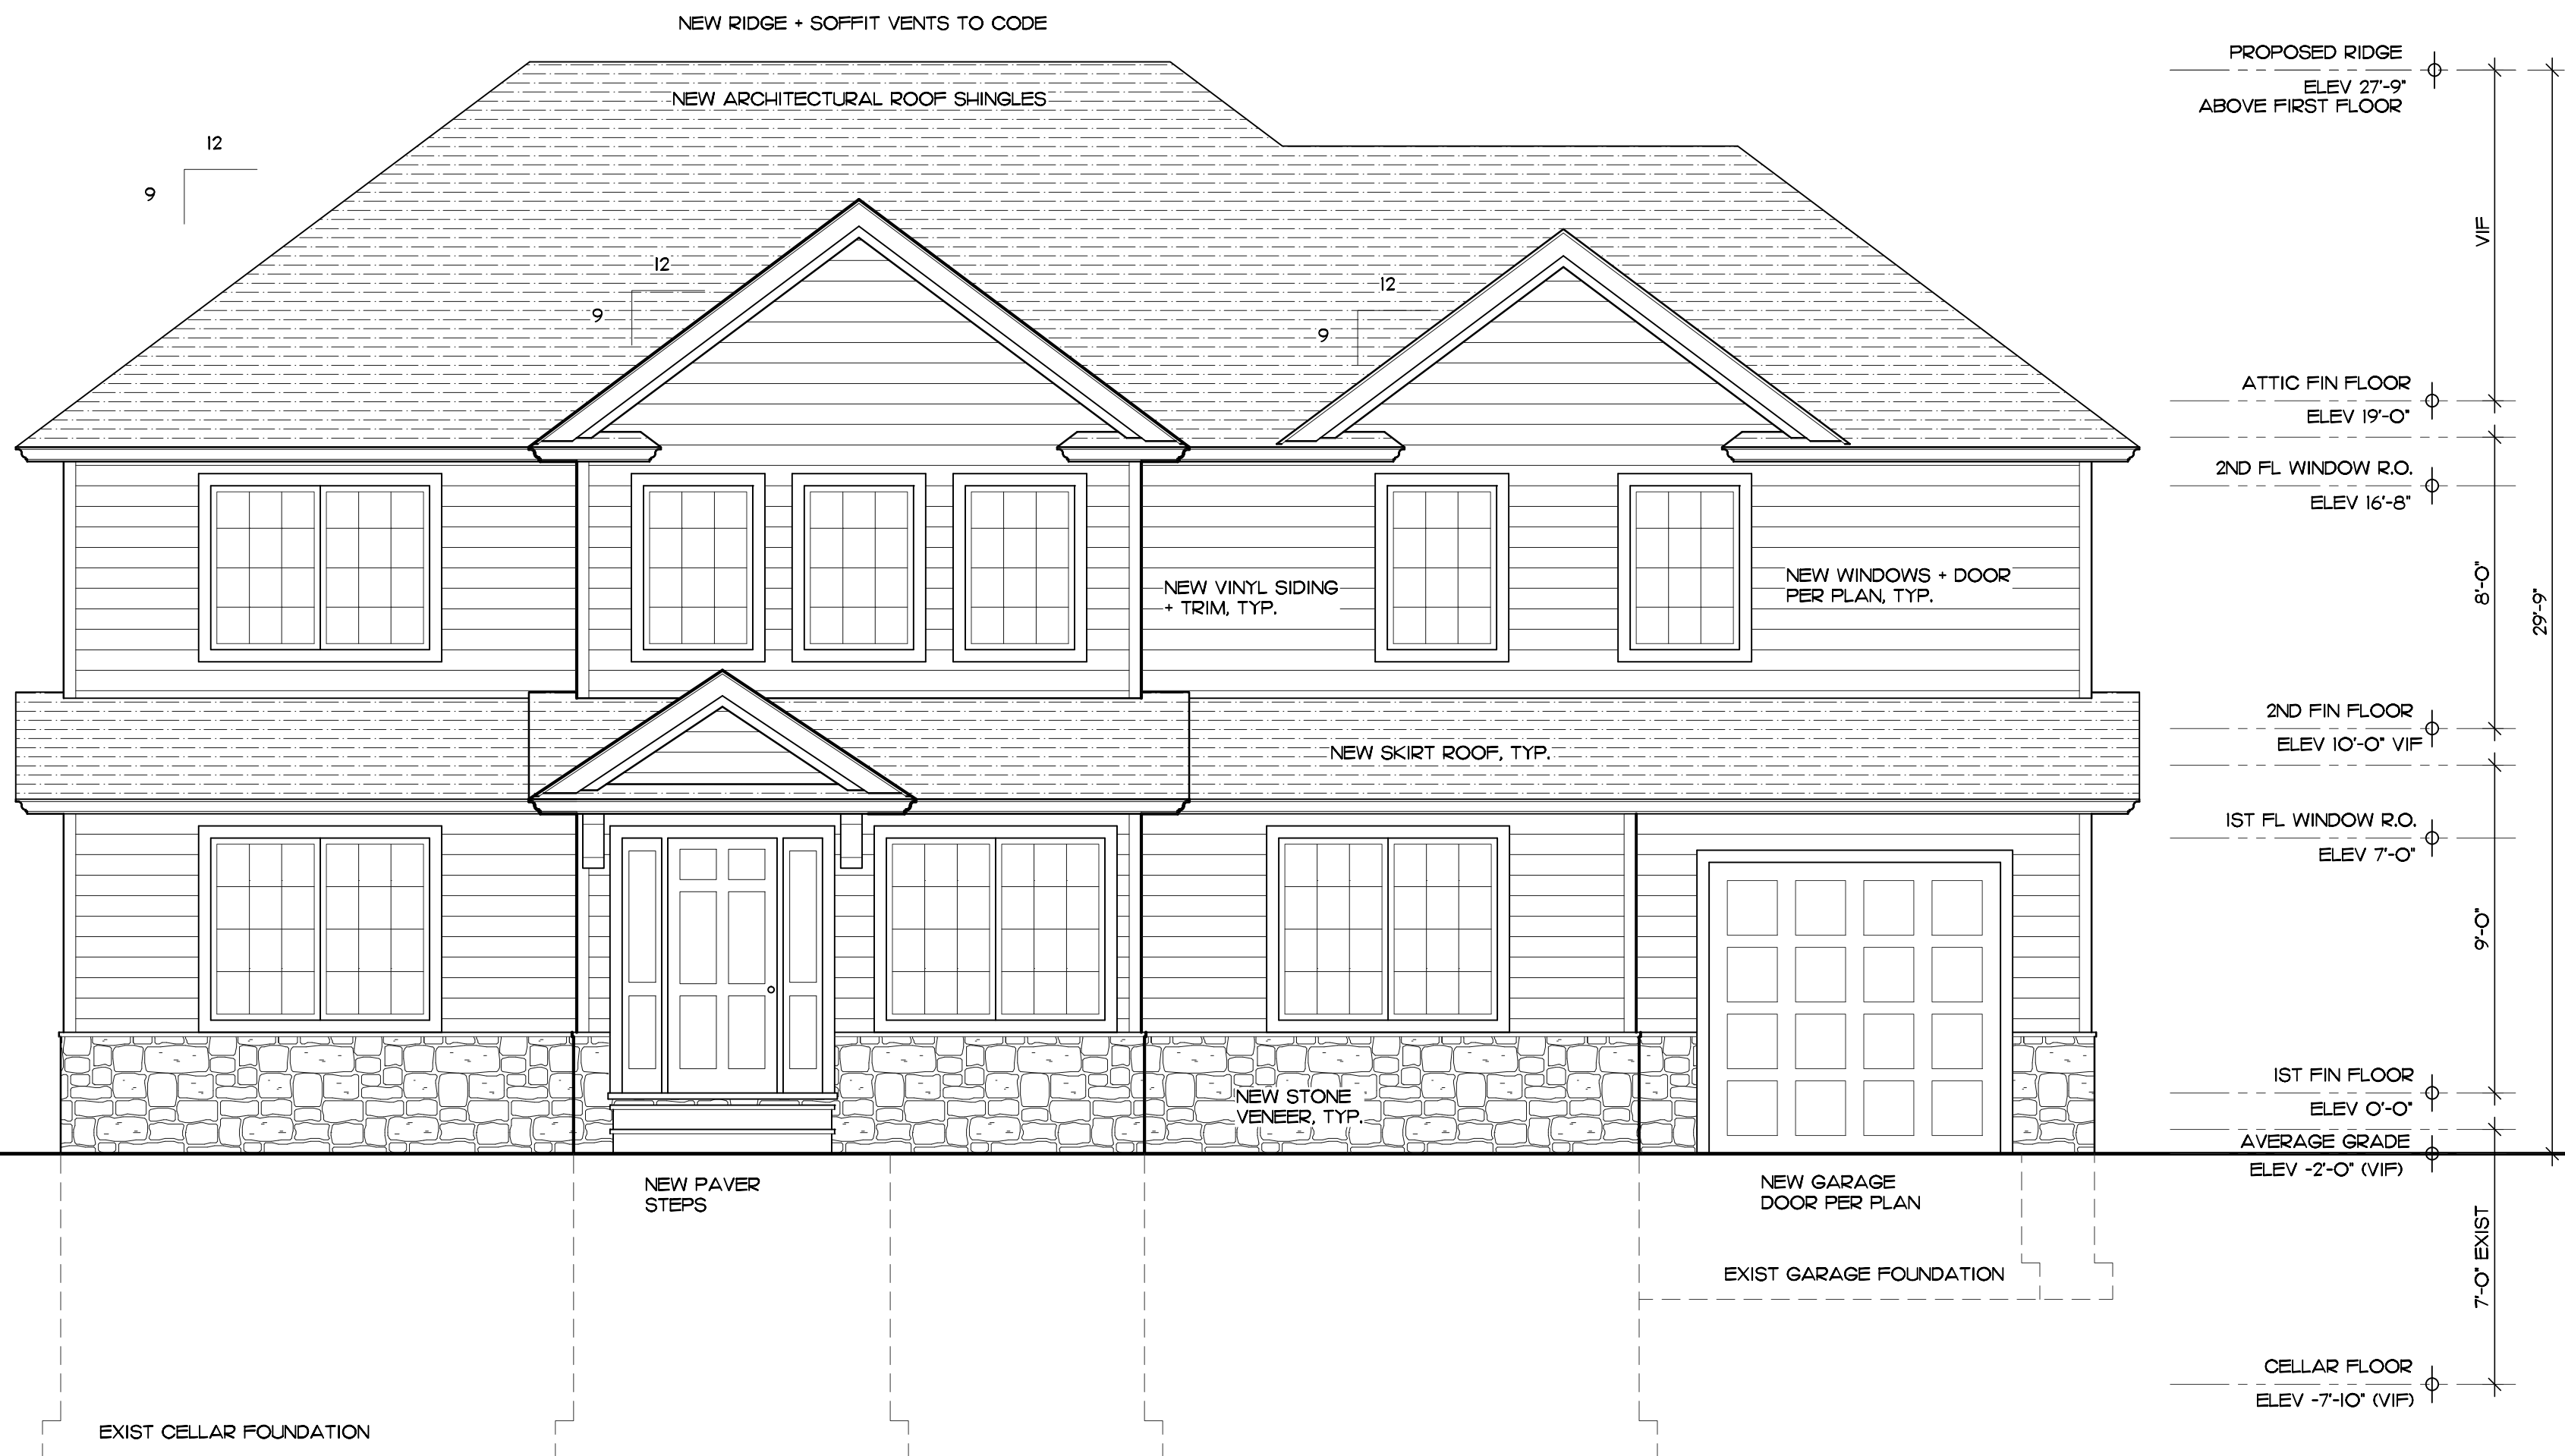 NEW RIDGE + SOFFIT VENTS TO CODE
NEW ARCHITECTURAL ROOF SHINGLES
12
9
12
9
12
9
NEW VINYL SIDING
+ TRIM, TYP.
NEW WINDOWS + DOOR
PER PLAN, TYP.
NEW SKIRT ROOF, TYP.
NEW STONE
VENEER, TYP.
NEW PAVER
STEPS
NEW GARAGE
DOOR PER PLAN
EXIST GARAGE FOUNDATION
EXIST CELLAR FOUNDATION
PROPOSED RIDGE
ELEV 27'-9"
ABOVE FIRST FLOOR
ATTIC FIN FLOOR
ELEV 19'-0"
2ND FL WINDOW R.O.
ELEV 16'-8"
2ND FIN FLOOR
ELEV 10'-0" VIF
1ST FL WINDOW R.O.
ELEV 7'-0"
1ST FIN FLOOR
ELEV 0'-0"
AVERAGE GRADE
ELEV -2'-0" (VIF)
CELLAR FLOOR
ELEV -7'-10" (VIF)
VIF
8'-0"
9'-0"
7'-0" EXIST
29'-9"